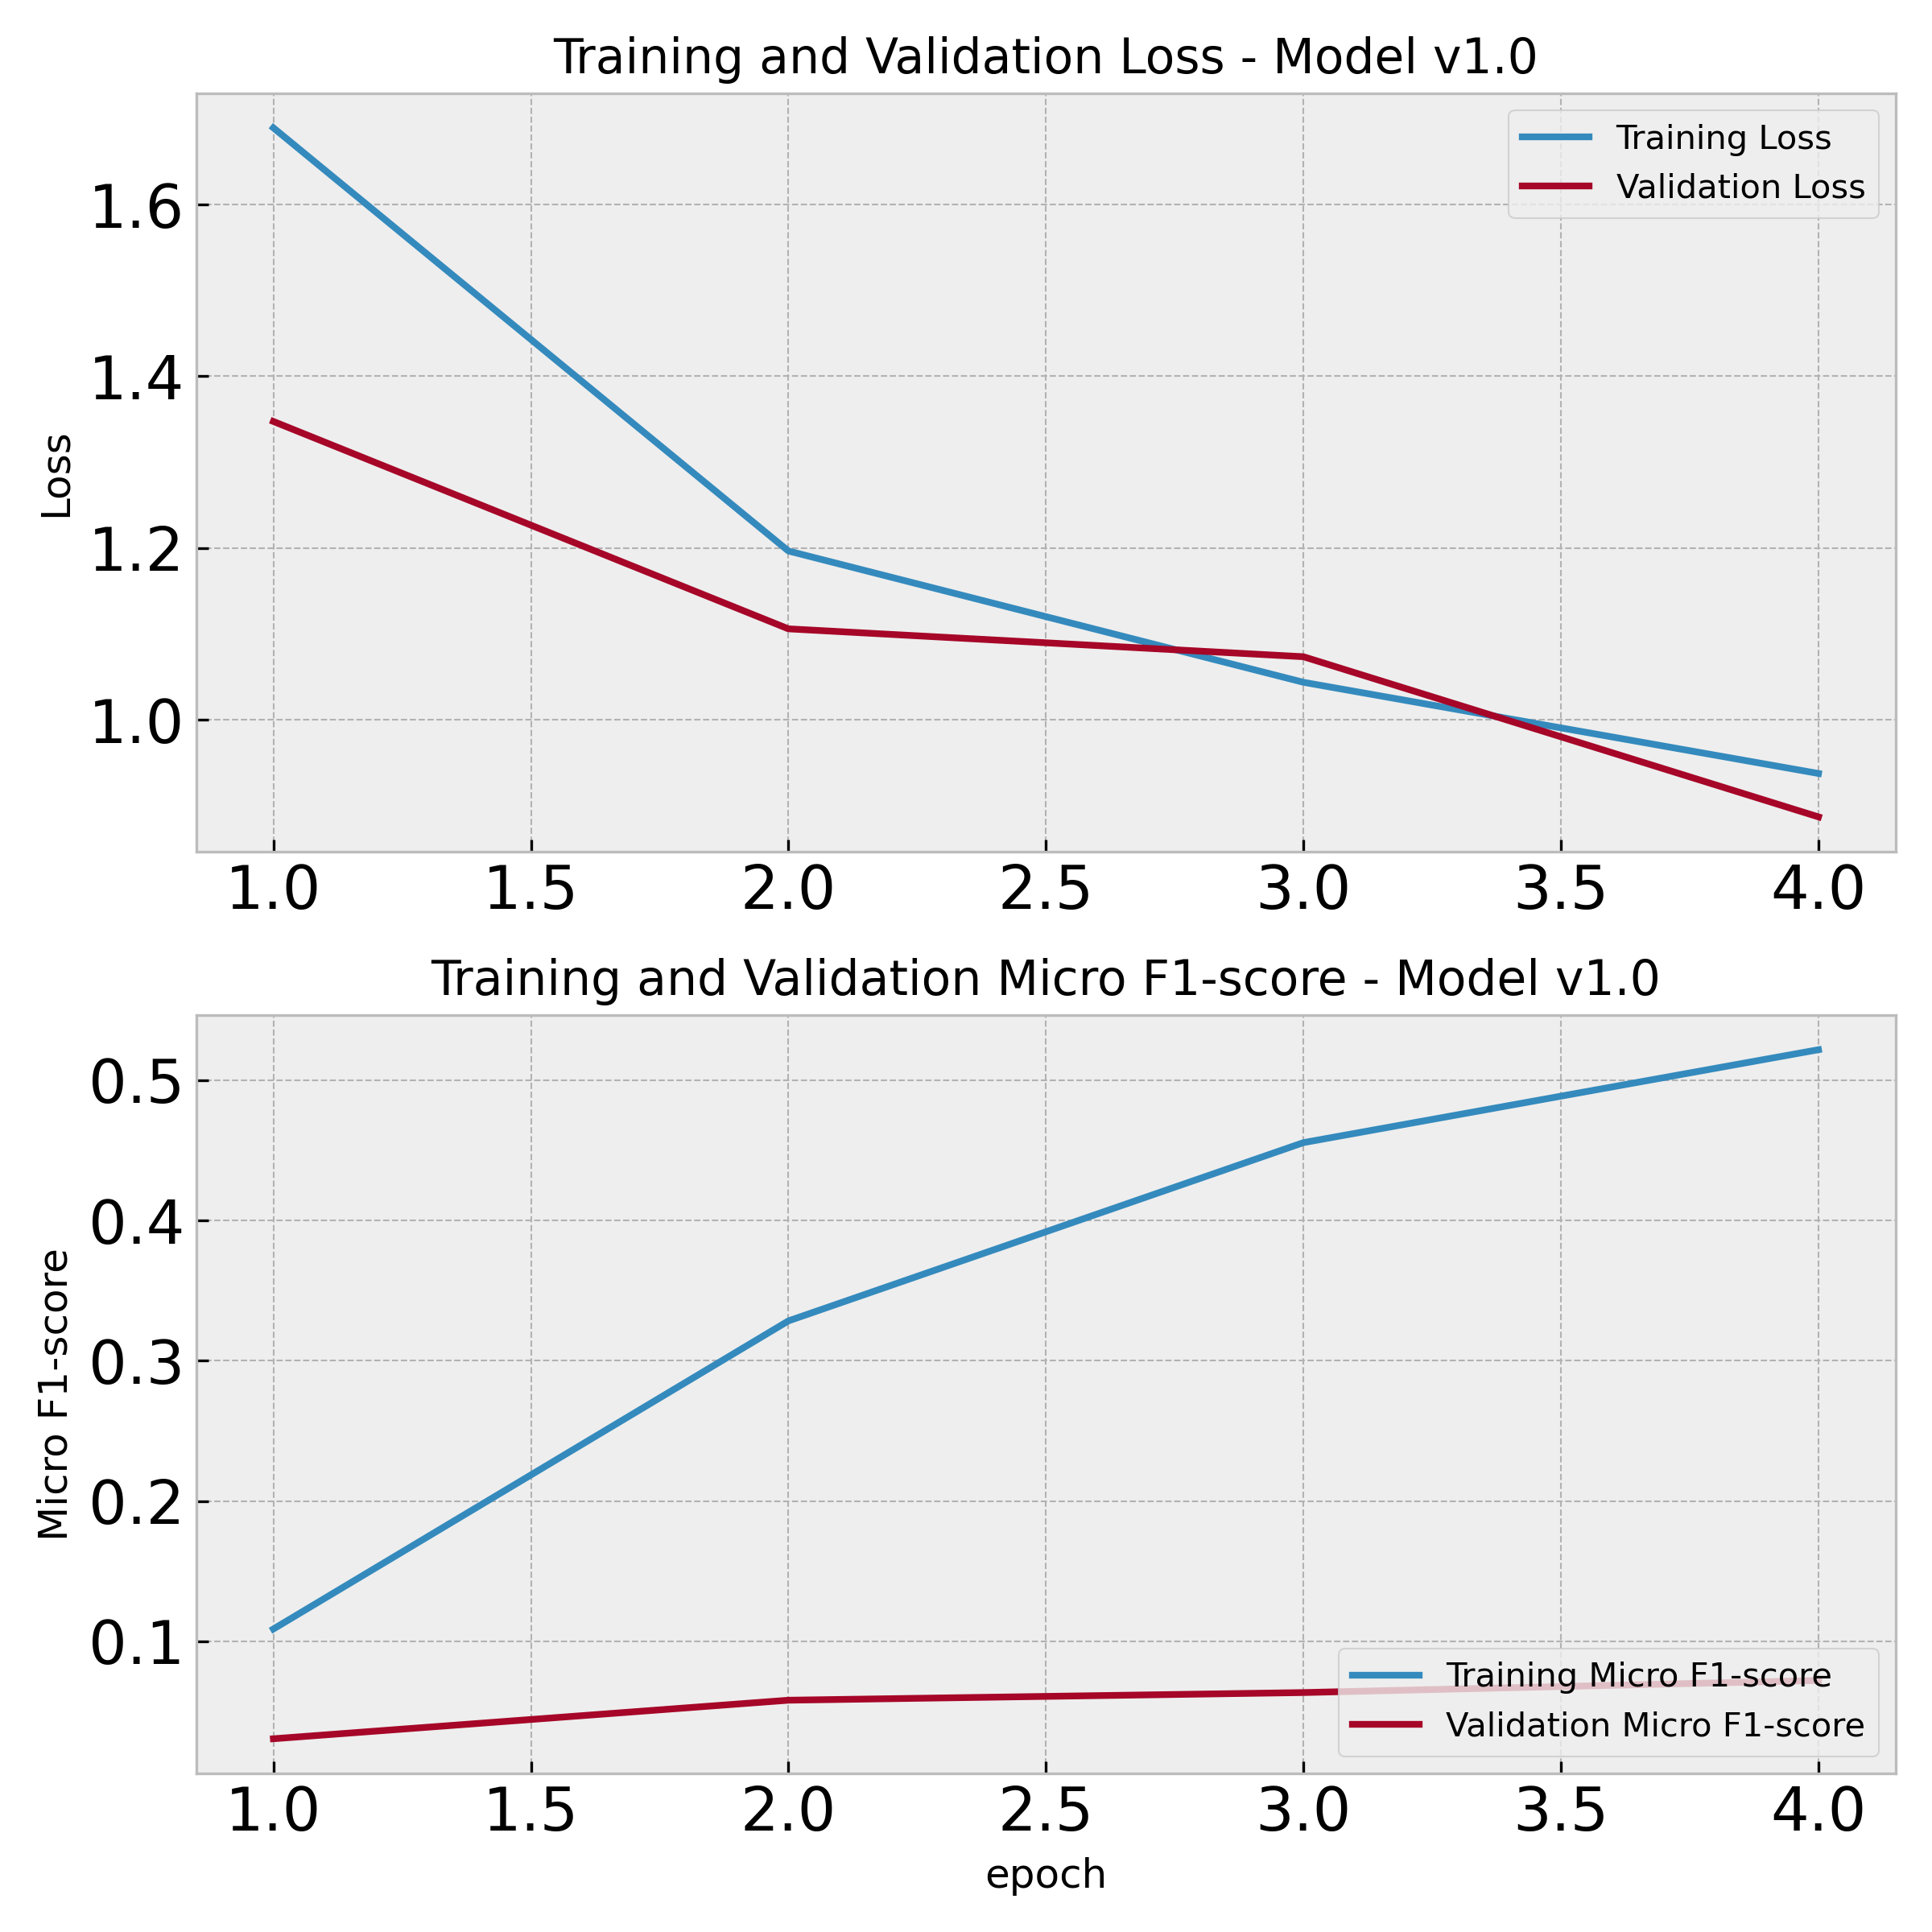 Training and Validation Loss - Model v1.0
Training Loss
Validation Loss
Loss
1.6
1.4
1.2
1.0
1.0 1.5 2.0 2.5 3.0 3.5 4.0
Training and Validation Micro F1-score - Model v1.0
Micro F1-score
0.5
0.4
0.3
0.2
0.1
Training Micro F1-score
Validation Micro F1-score
1.0 1.5 2.0 2.5 3.0 3.5 4.0
epoch